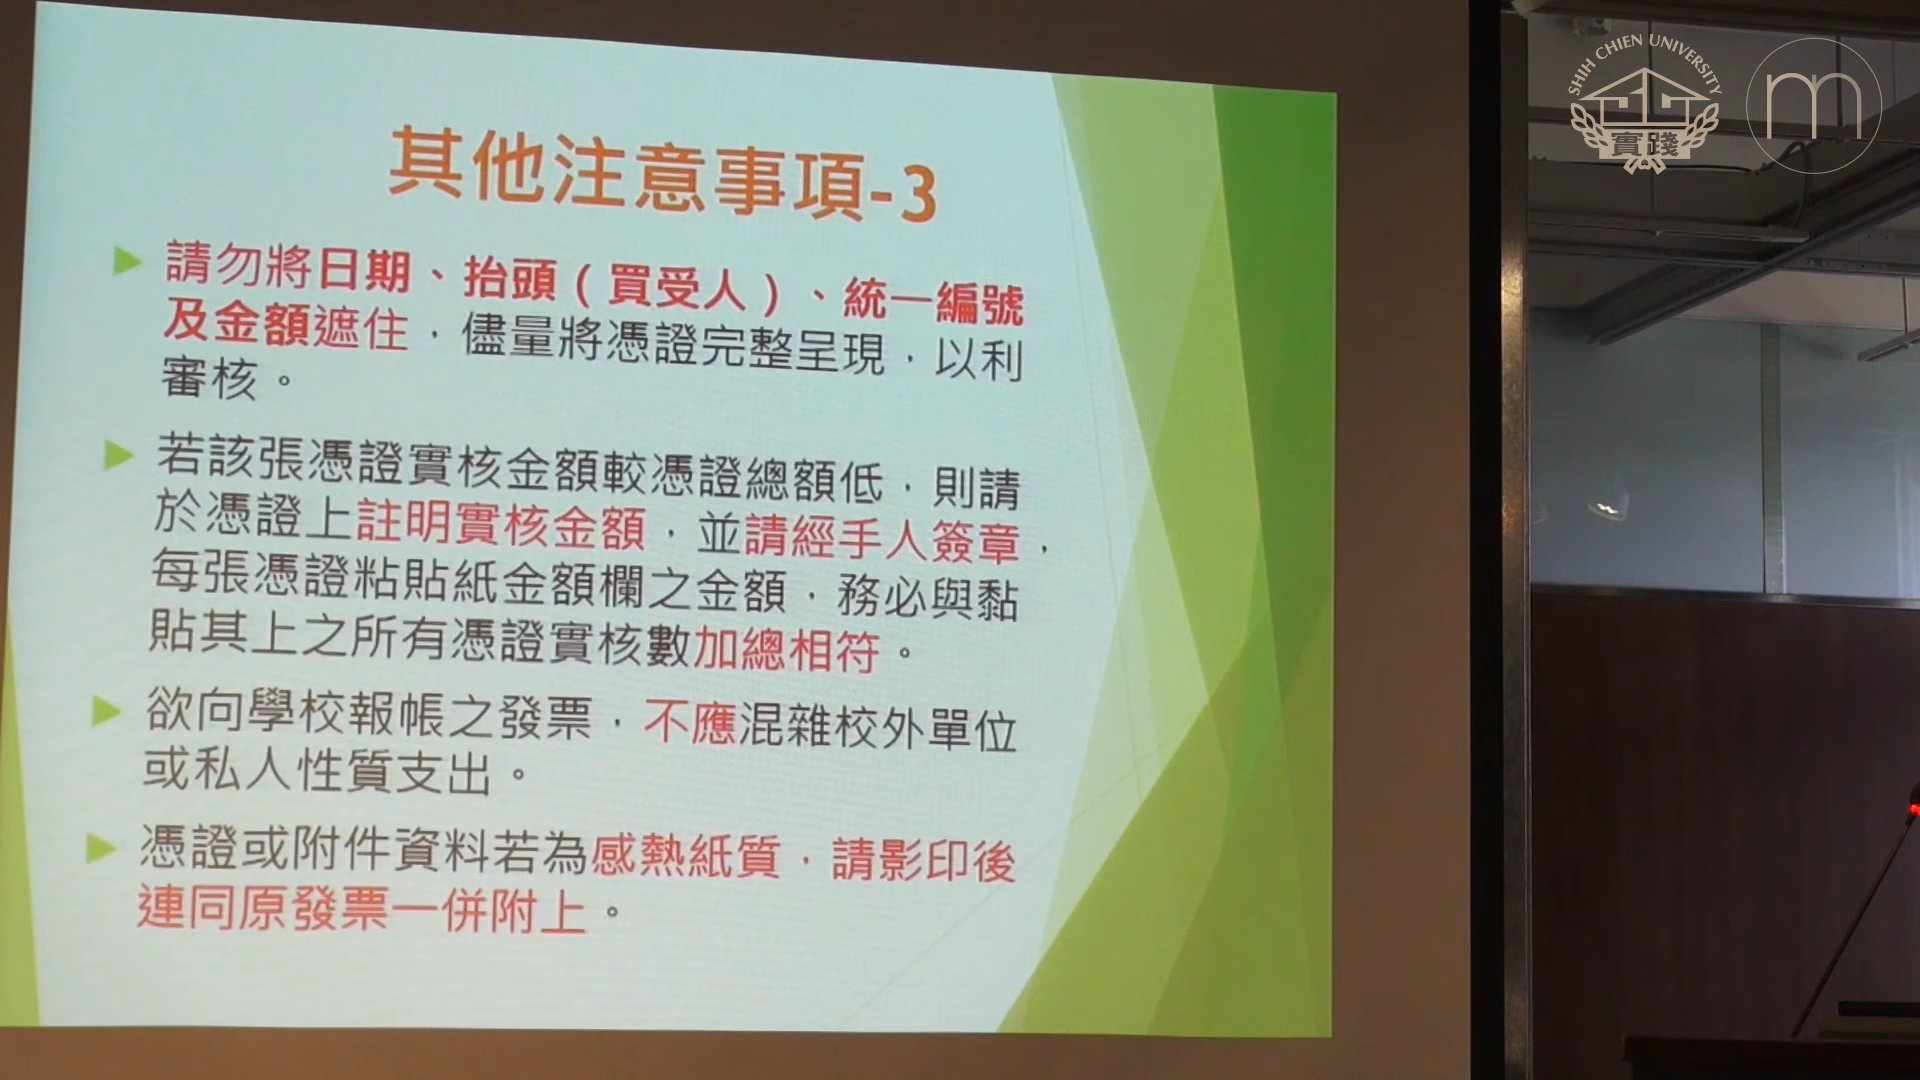 其他注意事項-3
請勿將日期、抬頭（買受人）、統一編號
及金額遮住，儘量將憑證完整呈現，以利
審核。
若該張憑證實核金額較憑證總額低，則請
於憑證上註明實核金額，並請經手人簽章，
每張憑證粘貼紙金額欄之金額，務必與黏
貼其上之所有憑證實核數加總相符。
欲向學校報帳之發票，不應混雜校外單位
或私人性質支出。
憑證或附件資料若為感熱紙質，請影印後
連同原發票一併附上。
SHIH CHIEN UNIVERSITY
實踐
m